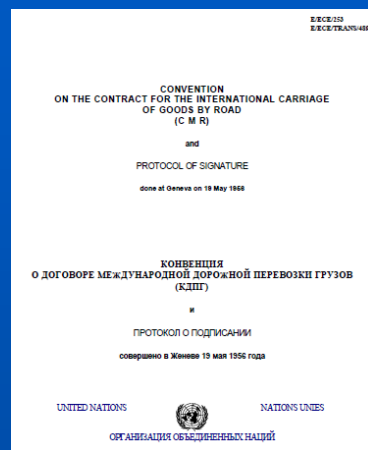 E/ECE/253
E/ECE/TRANS/489
CONVENTION
ON THE CONTRACT FOR THE INTERNATIONAL CARRIAGE
OF GOODS BY ROAD
(C M R)
and
PROTOCOL OF SIGNATURE
done at Geneva on 19 May 1956
КОНВЕНЦИЯ
О ДОГОВОРЕ МЕЖДУНАРОДНОЙ ДОРОЖНОЙ ПЕРЕВОЗКИ ГРУЗОВ
(КДПГ)
и
ПРОТОКОЛ О ПОДПИСАНИИ
совершено в Женеве 19 мая 1956 года
UNITED NATIONS
NATIONS UNIES
ОРГАНИЗАЦИЯ ОБЪЕДИНЕННЫХ НАЦИЙ